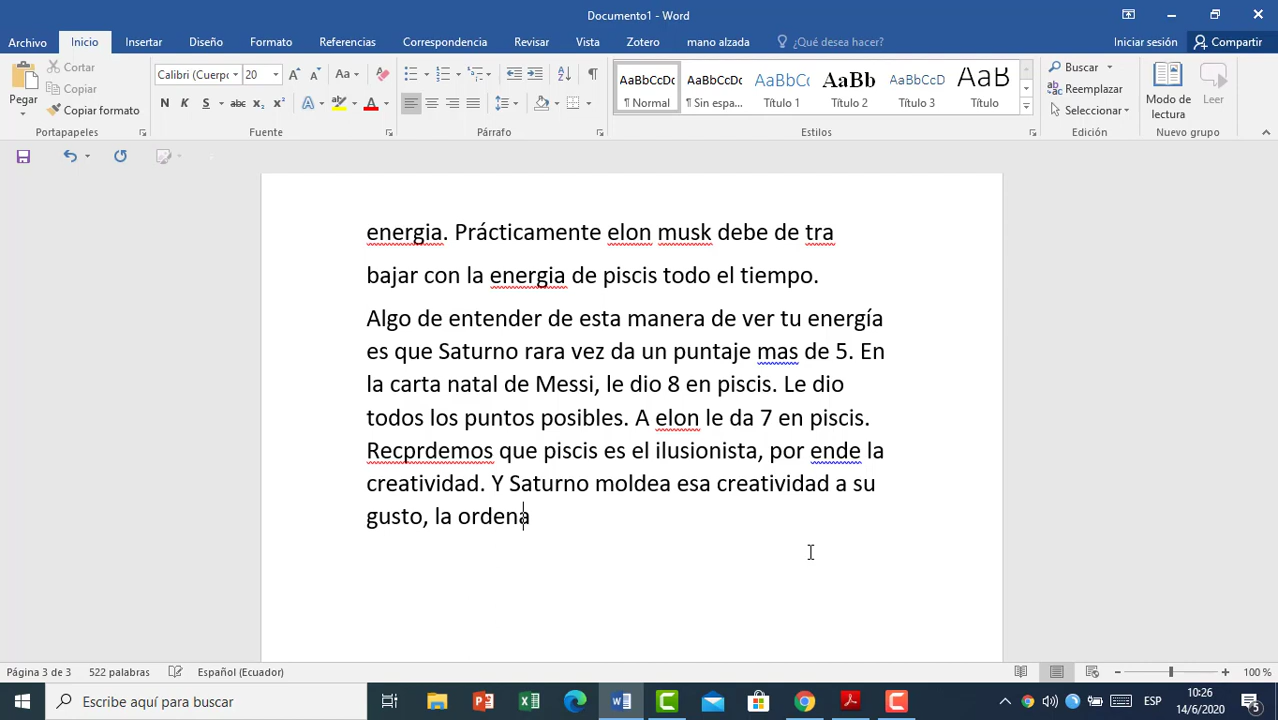 Documento1 - Word
Archivo Inicio Insertar Diseño Formato Referencias Correspondencia Revisar Vista Zotero mano alzada ¿Qué desea hacer? Iniciar sesión Compartir
Pegar Cortar Copiar Copiar formato
Calibri (Cuerpo 20 Aa
N K S abc x₂ x² A A
AaBbCcDc AaBbCcDc AaBbCc AaBb AaBbCcD AaB
¶ Normal ¶ Sin espa... Título 1 Título 2 Título 3 Título
Buscar Reemplazar Seleccionar
Modo de lectura Leer
Portapapeles Fuente Párrafo Estilos Edición Nuevo grupo
energia. Prácticamente elon musk debe de tra
bajar con la energia de piscis todo el tiempo.
Algo de entender de esta manera de ver tu energía
es que Saturno rara vez da un puntaje mas de 5. En
la carta natal de Messi, le dio 8 en piscis. Le dio
todos los puntos posibles. A elon le da 7 en piscis.
Recprdemos que piscis es el ilusionista, por ende la
creatividad. Y Saturno moldea esa creatividad a su
gusto, la ordena
Página 3 de 3 522 palabras Español (Ecuador) 100 %
Escribe aquí para buscar ESP 10:26
14/6/2020 5